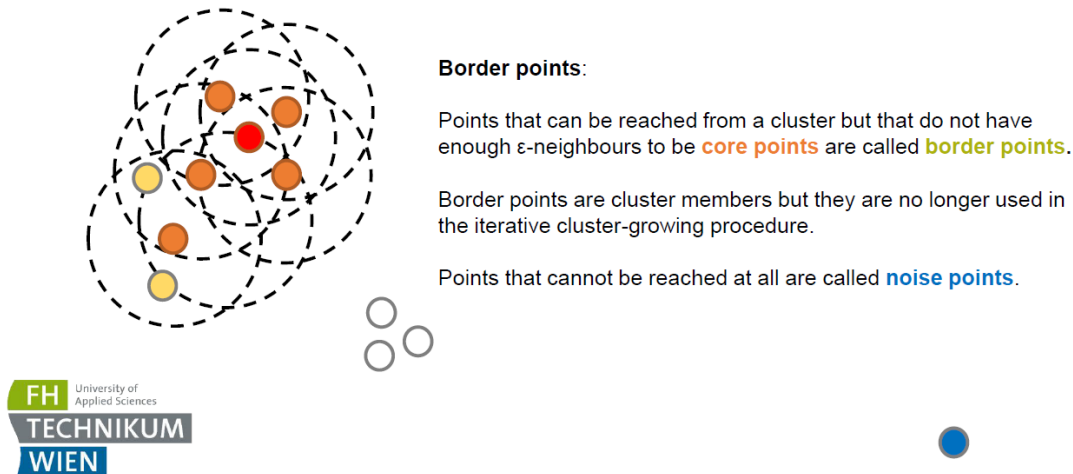 Border points:
Points that can be reached from a cluster but that do not have
enough ε-neighbours to be core points are called border points.
Border points are cluster members but they are no longer used in
the iterative cluster-growing procedure.
Points that cannot be reached at all are called noise points.
FH University of
Applied Sciences
TECHNIKUM
WIEN